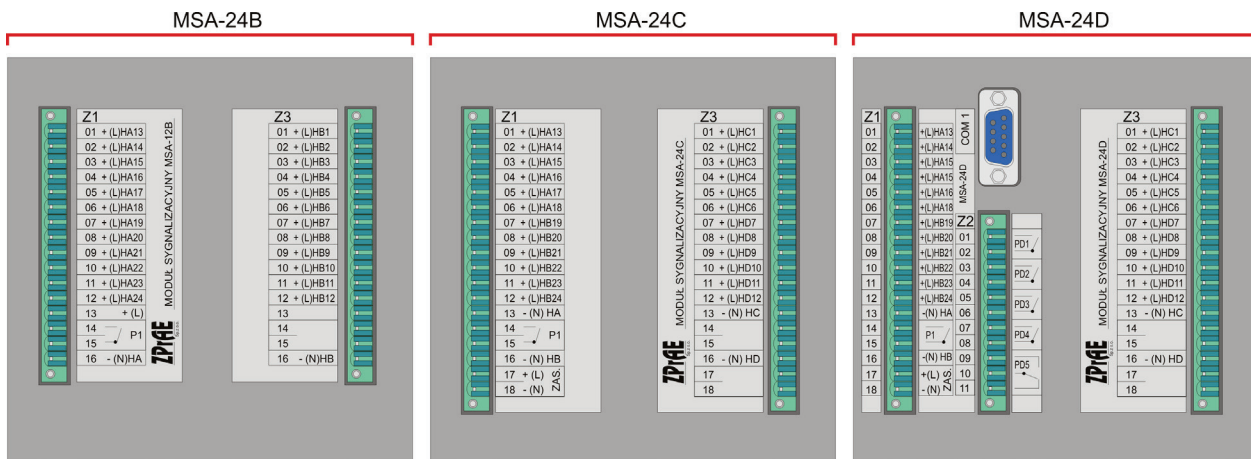 MSA-24B
Z1
01 + (L)HA13
02 + (L)HA14
03 + (L)HA15
04 + (L)HA16
05 + (L)HA17
06 + (L)HA18
07 + (L)HA19
08 + (L)HA20
09 + (L)HA21
10 + (L)HA22
11 + (L)HA23
12 + (L)HA24
13 + (L)
14
P1
15
16 - (N)HA
MODUŁ SYGNALIZACYJNY MSA-12B
ZPrAE
Z3
01 + (L)HB1
02 + (L)HB2
03 + (L)HB3
04 + (L)HB4
05 + (L)HB5
06 + (L)HB6
07 + (L)HB7
08 + (L)HB8
09 + (L)HB9
10 + (L)HB10
11 + (L)HB11
12 + (L)HB12
13
14
15
16 - (N)HB
MSA-24C
Z1
01 + (L)HA13
02 + (L)HA14
03 + (L)HA15
04 + (L)HA16
05 + (L)HA17
06 + (L)HA18
07 + (L)HB19
08 + (L)HB20
09 + (L)HB21
10 + (L)HB22
11 + (L)HB23
12 + (L)HB24
13 - (N) HA
14
P1
15
16 - (N) HB
17 + (L)
18 - (N)
ZAS.
MODUŁ SYGNALIZACYJNY MSA-24C
ZPrAE
Z3
01 + (L)HC1
02 + (L)HC2
03 + (L)HC3
04 + (L)HC4
05 + (L)HC5
06 + (L)HC6
07 + (L)HD7
08 + (L)HD8
09 + (L)HD9
10 + (L)HD10
11 + (L)HD11
12 + (L)HD12
13 - (N) HC
14
15
16 - (N) HD
17
18
MSA-24D
Z1
01 +(L)HA13
02 +(L)HA14
03 +(L)HA15
04 +(L)HA15
05 +(L)HA16
06 +(L)HA18
07 +(L)HB19
08 +(L)HB20
09 +(L)HB21
10 +(L)HB22
11 +(L)HB23
12 +(L)HB24
13 -(N) HA
14
P1
15
16 -(N) HB
17 +(L)
18 -(N)
ZAS.
COM 1
MSA-24D
Z2
01
02
03
04
05
06
07
08
09
10
11
PD1
PD2
PD3
PD4
PD5
MODUŁ SYGNALIZACYJNY MSA-24D
ZPrAE
Z3
01 + (L)HC1
02 + (L)HC2
03 + (L)HC3
04 + (L)HC4
05 + (L)HC5
06 + (L)HC6
07 + (L)HD7
08 + (L)HD8
09 + (L)HD9
10 + (L)HD10
11 + (L)HD11
12 + (L)HD12
13 - (N) HC
14
15
16 - (N) HD
17
18